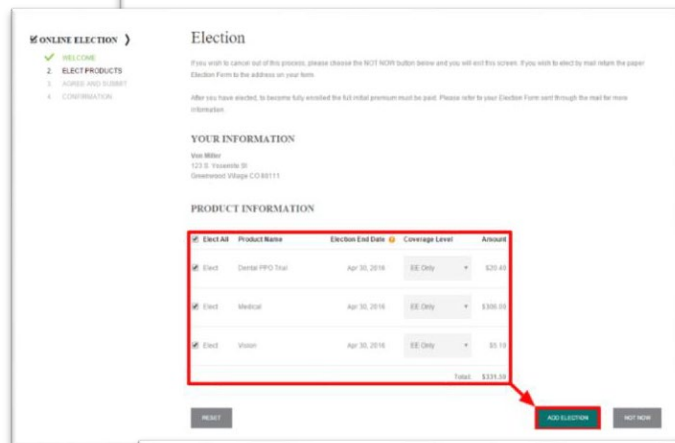 ONLINE ELECTION
WELCOME
2. ELECT PRODUCTS
3. AGREE AND SUBMIT
4. CONFIRMATION
Election
If you wish to cancel out of this process, please choose the NOT NOW button below and you will exit this screen. If you wish to elect by mail return the paper
Election Form to the address on your form.
After you have elected, to become fully enrolled the full initial premium must be paid. Please refer to your Election Form sent through the mail for more
information.
YOUR INFORMATION
Von Miller
123 S. Yosemite St
Greenwood Village CO 80111
PRODUCT INFORMATION
Elect All Product Name Election End Date Coverage Level Amount
Elect Dental PPO Trial Apr 30, 2016 EE Only $20.40
Elect Medical Apr 30, 2016 EE Only
Elect Vision Apr 30, 2016 EE Only $5.10
Total:
RESET ADD ELECTION NOT NOW